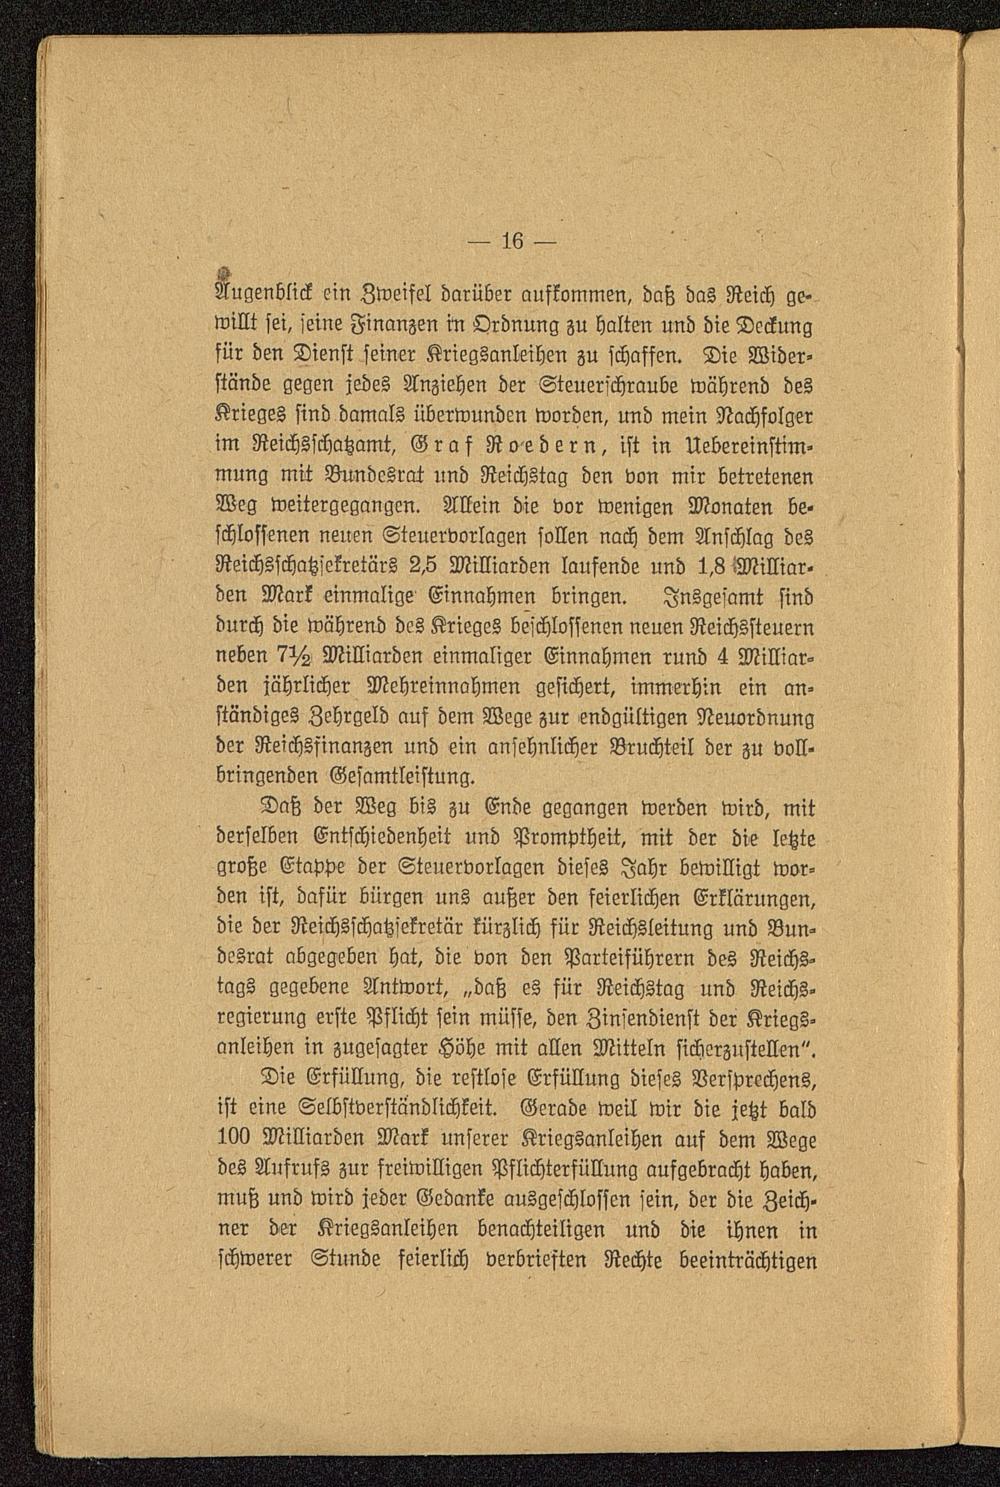 — 16 —
Augenblick ein Zweifel darüber aufkommen, daß das Reich ge-
willt sei, seine Finanzen in Ordnung zu halten und die Deckung
für den Dienst seiner Kriegsanleihen zu schaffen. Die Wider-
stände gegen jedes Anziehen der Steuerschraube während des
Krieges sind damals überwunden worden, und mein Nachfolger
im Reichsschatzamt, Graf Roedern, ist in Uebereinstim-
mung mit Bundesrat und Reichstag den von mir betretenen
Weg weitergegangen. Allein die vor wenigen Monaten be-
schlossenen neuen Steuervorlagen sollen nach dem Anschlag des
Reichsschatzsekretärs 2,5 Milliarden laufende und 1,8 Milliar-
den Mark einmalige Einnahmen bringen. Insgesamt sind
durch die während des Krieges beschlossenen neuen Reichssteuern
neben 7½ Milliarden einmaliger Einnahmen rund 4 Milliar-
den jährlicher Mehreinnahmen gesichert, immerhin ein an-
ständiges Zehrgeld auf dem Wege zur endgültigen Neuordnung
der Reichsfinanzen und ein ansehnlicher Bruchteil der zu voll-
bringenden Gesamtleistung.
Daß der Weg bis zu Ende gegangen werden wird, mit
derselben Entschiedenheit und Promptheit, mit der die letzte
große Etappe der Steuervorlagen dieses Jahr bewilligt wor-
den ist, dafür bürgen uns außer den feierlichen Erklärungen,
die der Reichsschatzsekretär kürzlich für Reichsleitung und Bun-
desrat abgegeben hat, die von den Parteiführern des Reichs-
tags gegebene Antwort, „daß es für Reichstag und Reichs-
regierung erste Pflicht sein müsse, den Zinsendienst der Kriegs-
anleihen in zugesagter Höhe mit allen Mitteln sicherzustellen“.
Die Erfüllung, die restlose Erfüllung dieses Versprechens,
ist eine Selbstverständlichkeit. Gerade weil wir die jetzt bald
100 Milliarden Mark unserer Kriegsanleihen auf dem Wege
des Aufrufs zur freiwilligen Pflichterfüllung aufgebracht haben,
muß und wird jeder Gedanke ausgeschlossen sein, der die Zeich-
ner der Kriegsanleihen benachteiligen und die ihnen in
schwerer Stunde feierlich verbrieften Rechte beeinträchtigen